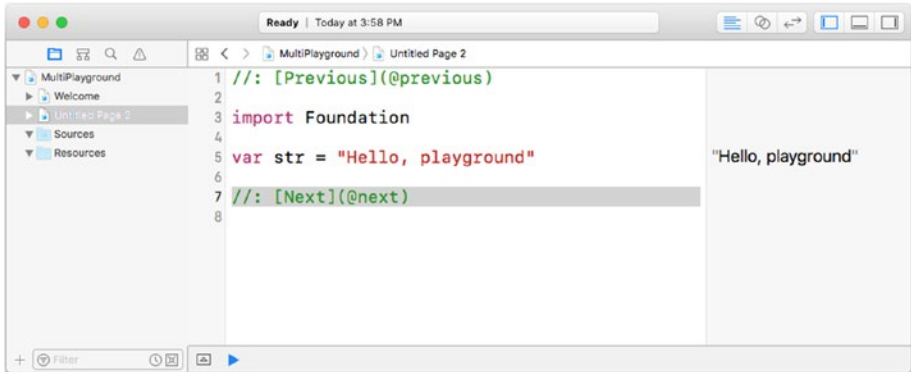 Ready | Today at 3:58 PM
MultiPlayground
Welcome
Untitled Page 2
Sources
Resources
Filter
MultiPlayground > Untitled Page 2
1 //: [Previous](@previous)
2
3 import Foundation
4
5 var str = "Hello, playground"
6
7 //: [Next](@next)
8
"Hello, playground"